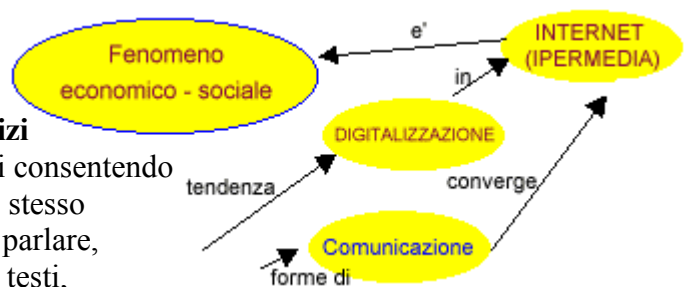 INTERNET
(IPERMEDIA)
e'
Fenomeno
economico - sociale
in
izi
DIGITALIZZAZIONE
i consentendo
tendenza
converge
stesso
parlare,
Comunicazione
testi,
forme di